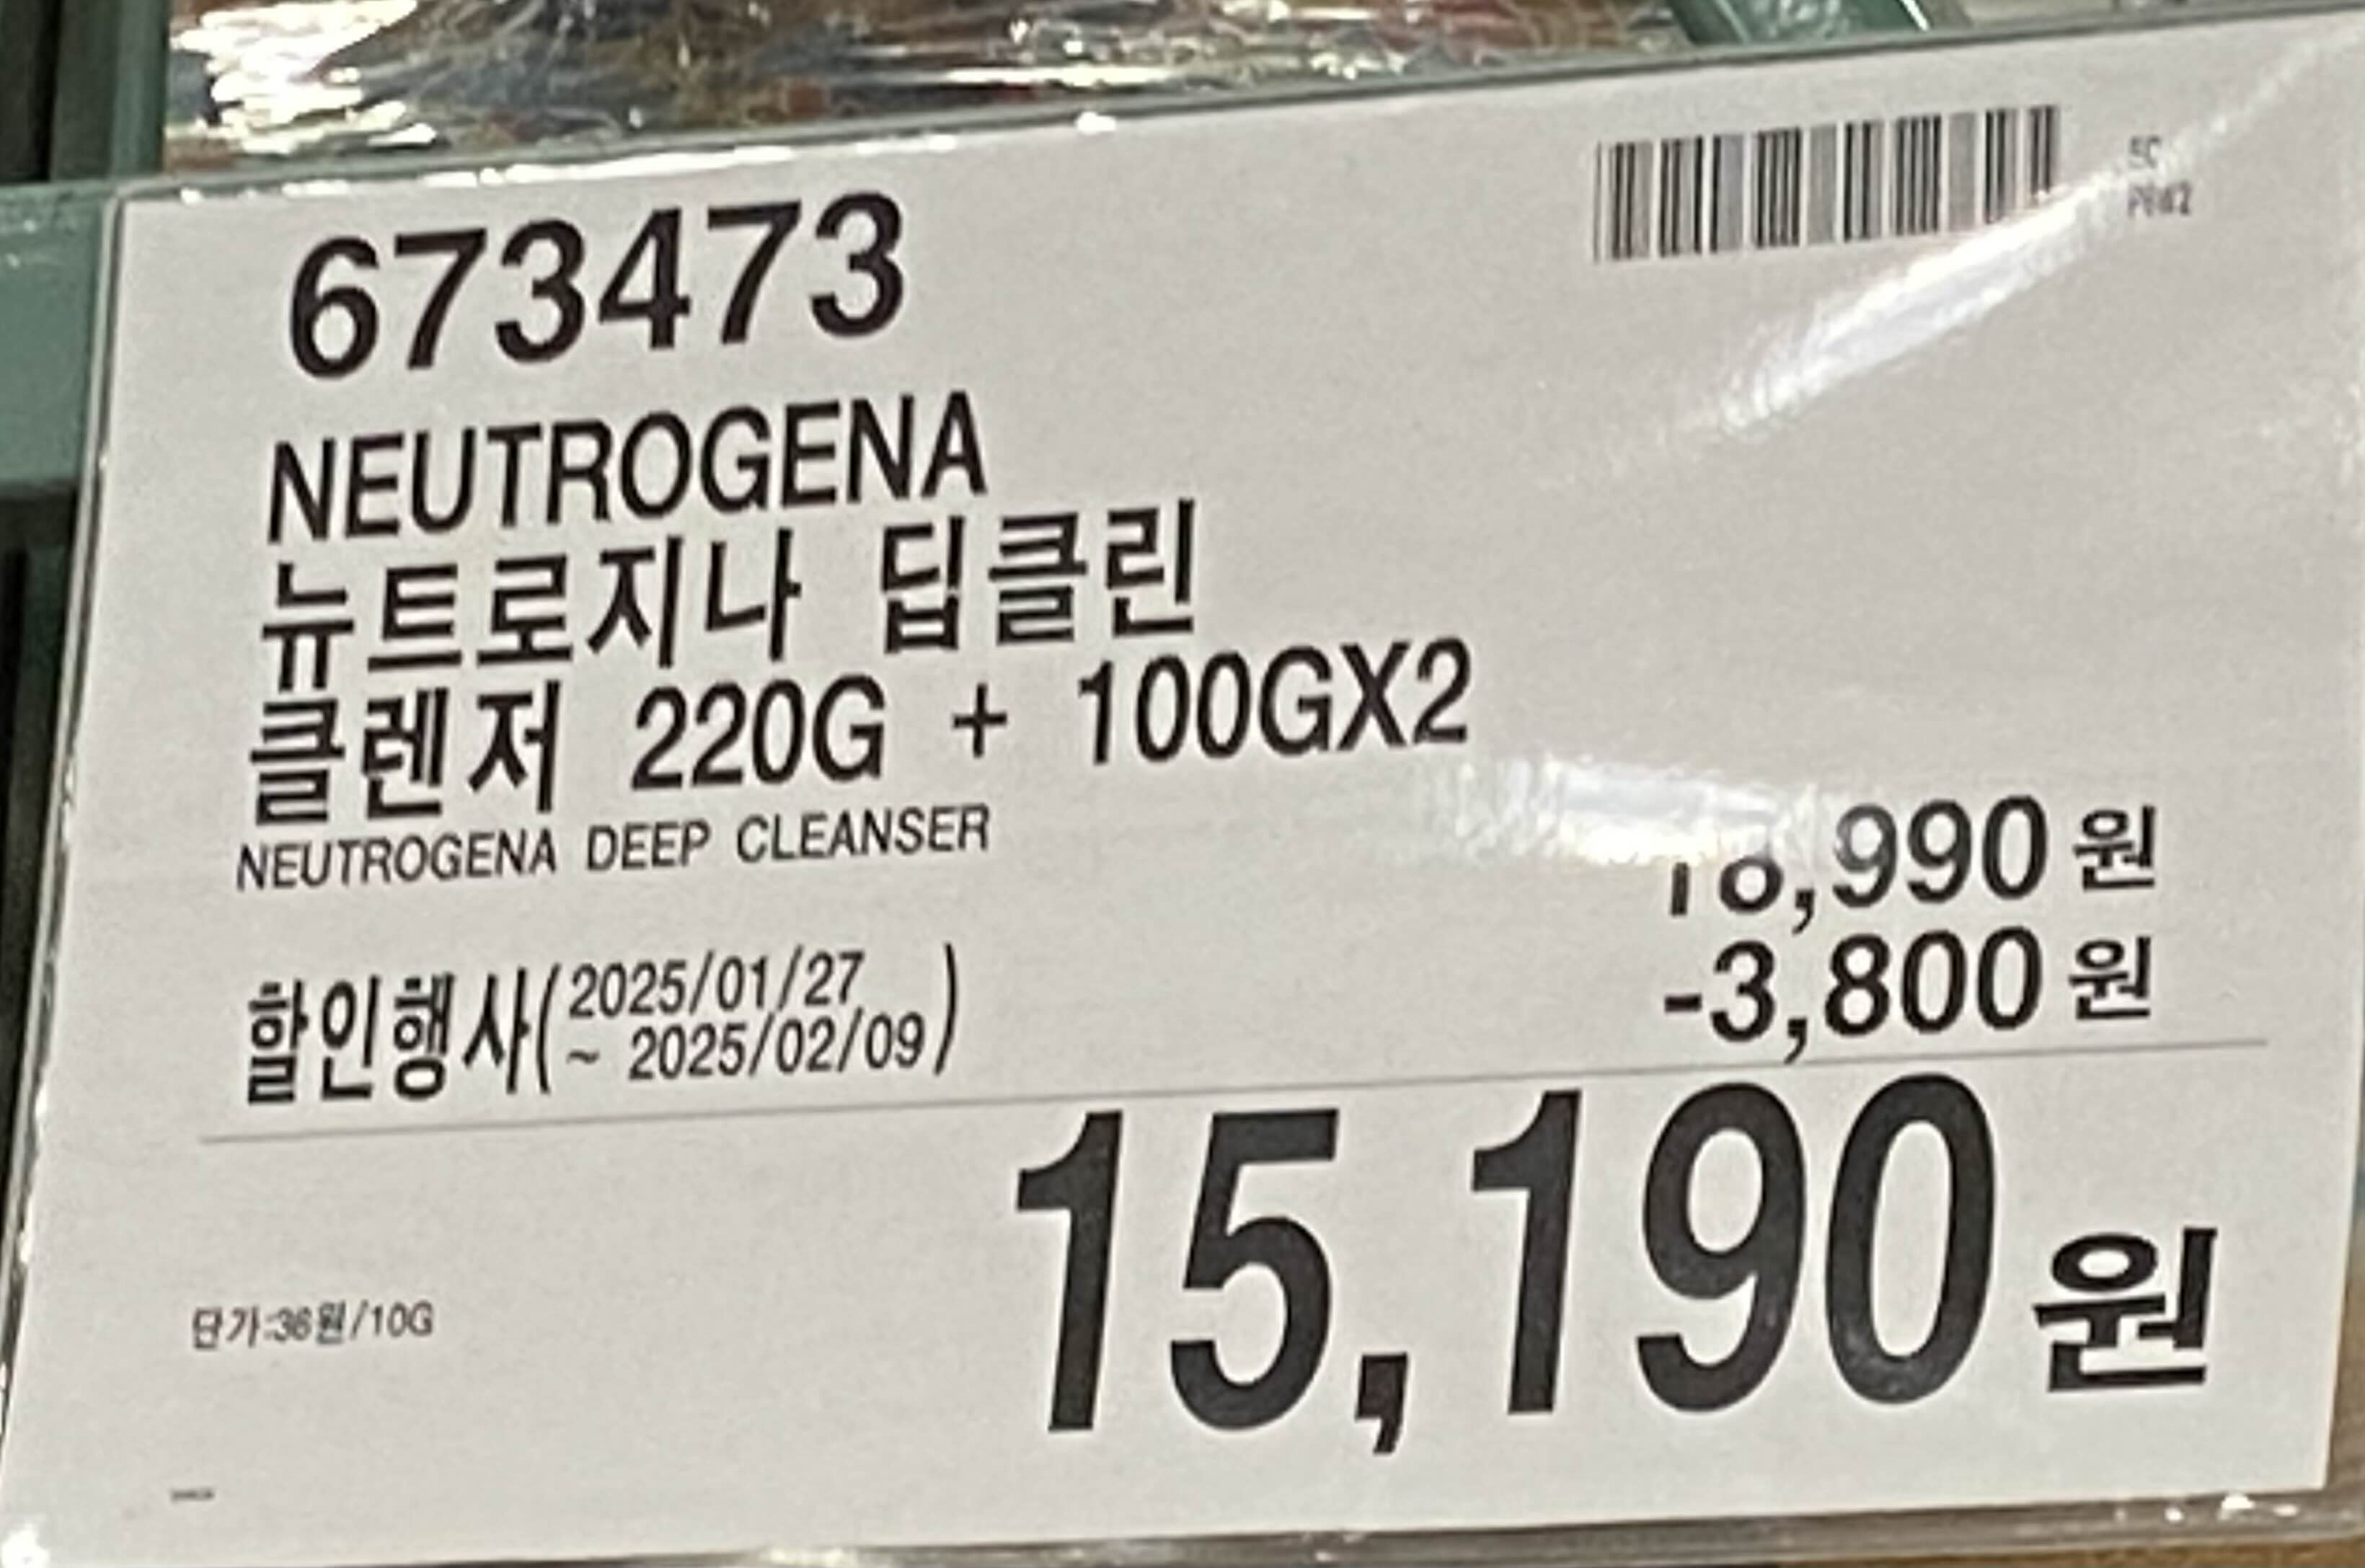 673473
NEUTROGENA
뉴트로지나 딥클린
클렌저 220G + 100GX2
NEUTROGENA DEEP CLEANSER
18,990 원
할인행사(2025/01/27
~ 2025/02/09)
-3,800 원
15,190 원
단가:36원/10G